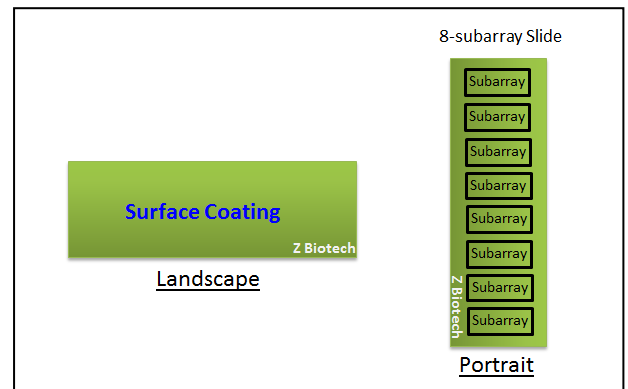 8-subarray Slide
Subarray
Subarray
Subarray
Subarray
Subarray
Subarray
Subarray
Subarray
Z Biotech
Portrait
Surface Coating
Z Biotech
Landscape